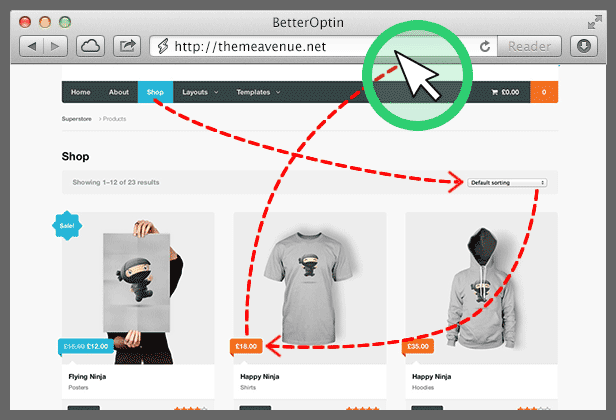 BetterOptin
http://themeavenue.net
Reader
Home About Shop Layouts Templates £0.00 0
Superstore > Products
Shop
Showing 1–12 of 23 results
Default sorting
Sale!
£15.00 £12.00 £18.00 £35.00
Flying Ninja Happy Ninja Happy Ninja
Posters Shirts Hoodies